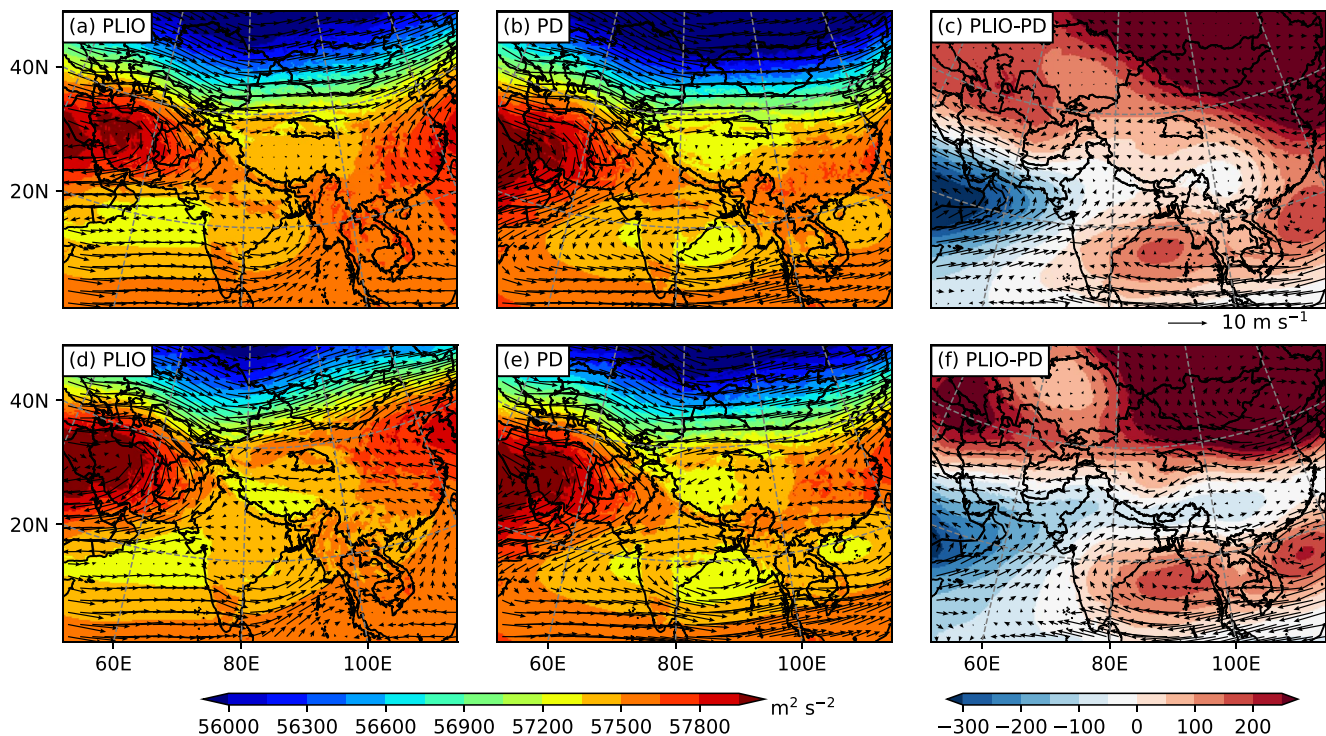 (a) PLIO
(b) PD
(c) PLIO-PD
40N
20N
10 m s⁻¹
(d) PLIO
(e) PD
(f) PLIO-PD
40N
20N
60E 80E 100E
60E 80E 100E
60E 80E 100E
m² s⁻²
56000 56300 56600 56900 57200 57500 57800
−300 −200 −100 0 100 200